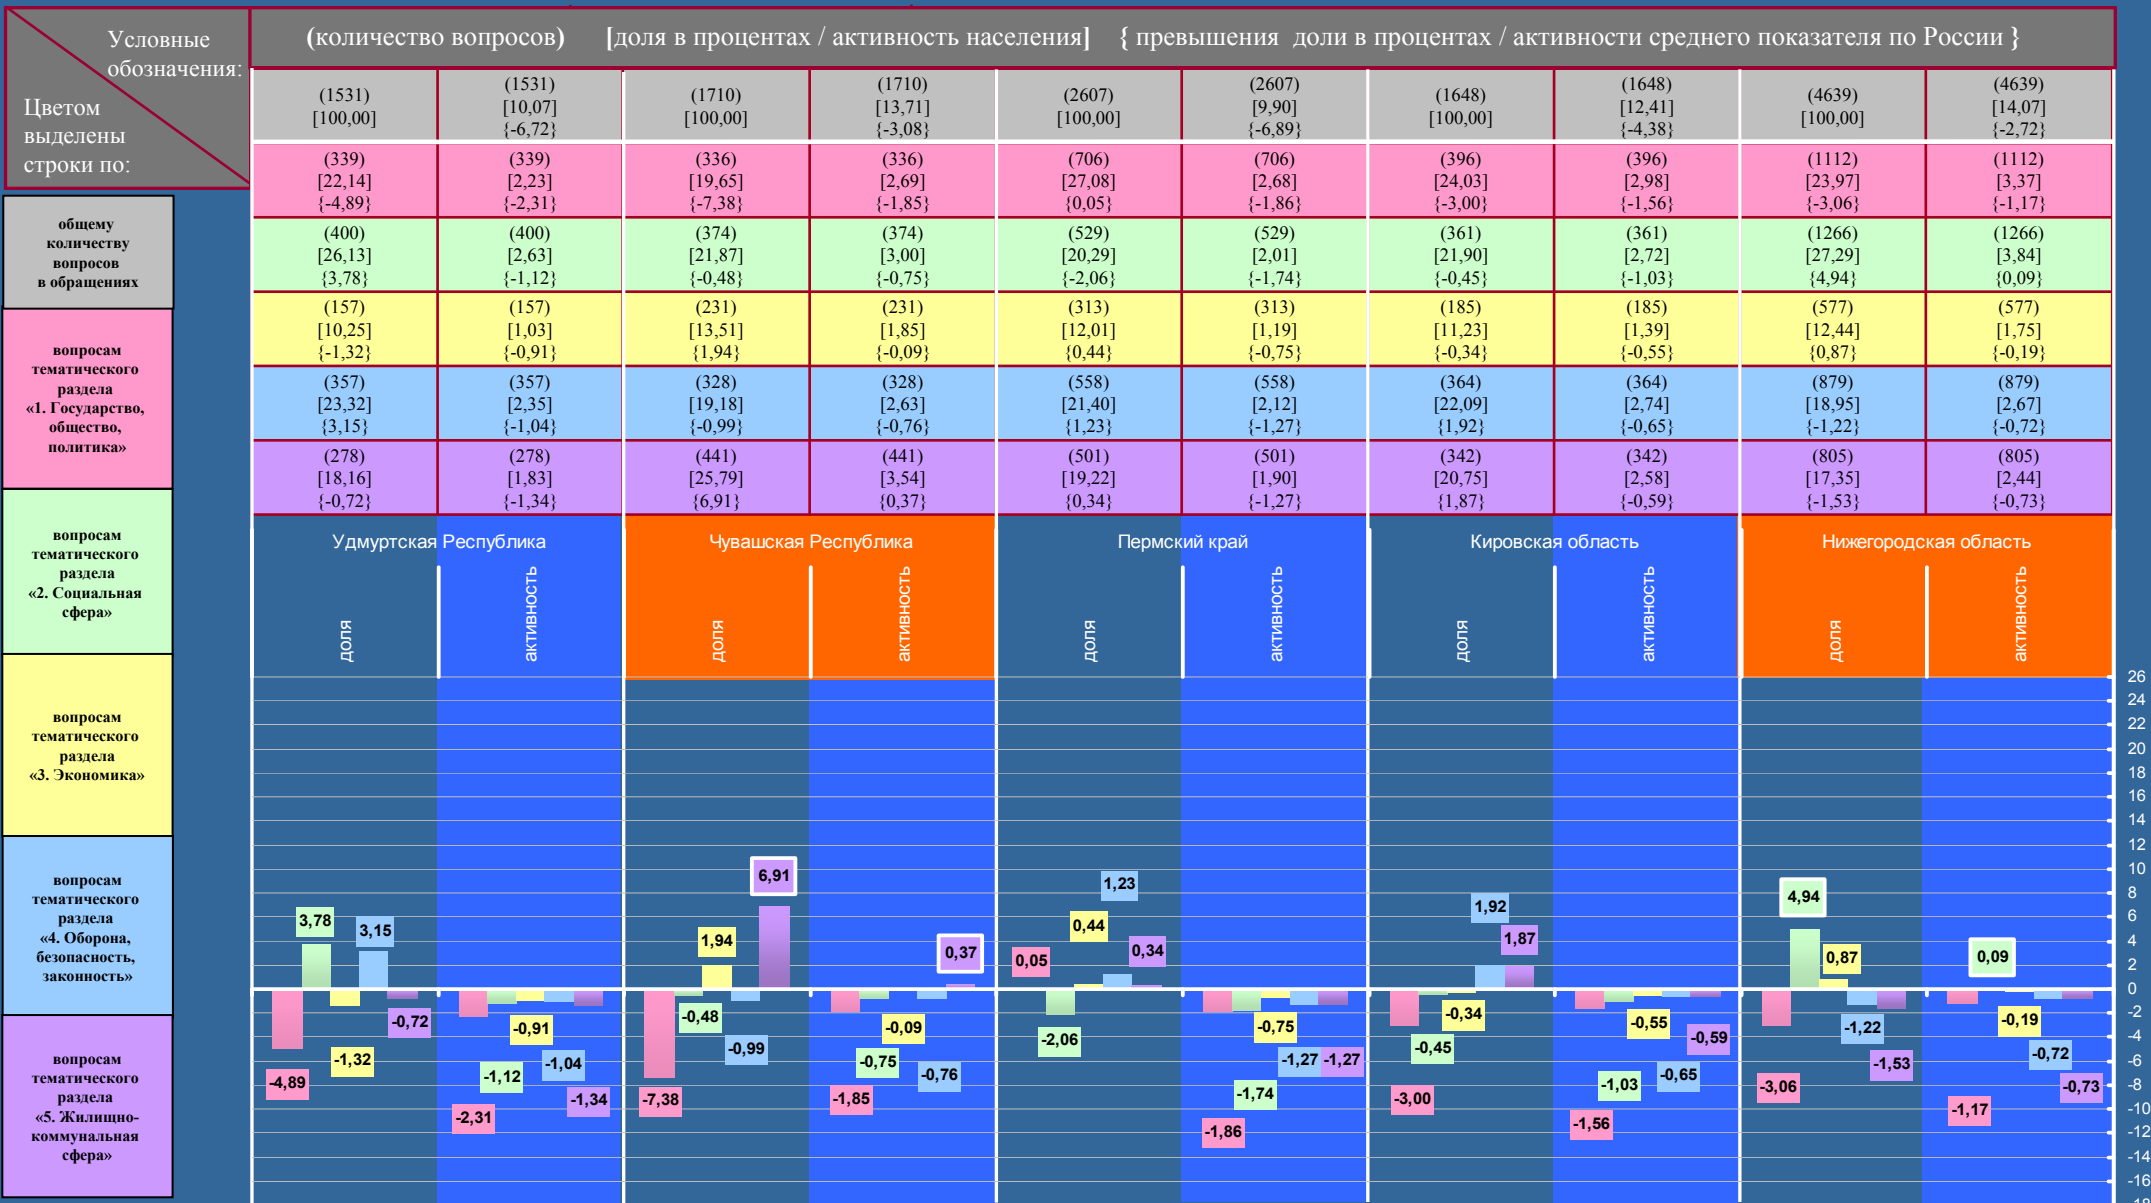 Условные
обозначения:
Цветом
выделены
строки по:
(количество вопросов) [доля в процентах / активность населения] { превышения доли в процентах / активности среднего показателя по России }
(1531) (1531) (1710) (1710) (2607) (2607) (1648) (1648) (4639) (4639)
[100,00] [10,07] [100,00] [13,71] [100,00] [9,90] [100,00] [12,41] [100,00] [14,07]
{-6,72} {-3,08} {-6,89} {-4,38} {-2,72}
(339) (339) (336) (336) (706) (706) (396) (396) (1112) (1112)
[22,14] [2,23] [19,65] [2,69] [27,08] [2,68] [24,03] [2,98] [23,97] [3,37]
{-4,89} {-2,31} {-7,38} {-1,85} {0,05} {-1,86} {-3,00} {-1,56} {-3,06} {-1,17}
(400) (400) (374) (374) (529) (529) (361) (361) (1266) (1266)
[26,13] [2,63] [21,87] [3,00] [20,29] [2,01] [21,90] [2,72] [27,29] [3,84]
{3,78} {-1,12} {-0,48} {-0,75} {-2,06} {-1,74} {-0,45} {-1,03} {4,94} {0,09}
(157) (157) (231) (231) (313) (313) (185) (185) (577) (577)
[10,25] [1,03] [13,51] [1,85] [12,01] [1,19] [11,23] [1,39] [12,44] [1,75]
{-1,32} {-0,91} {1,94} {-0,09} {0,44} {-0,75} {-0,34} {-0,55} {0,87} {-0,19}
(357) (357) (328) (328) (558) (558) (364) (364) (879) (879)
[23,32] [2,35] [19,18] [2,63] [21,40] [2,12] [22,09] [2,74] [18,95] [2,67]
{3,15} {-1,04} {-0,99} {-0,76} {1,23} {-1,27} {1,92} {-0,65} {-1,22} {-0,72}
(278) (278) (441) (441) (501) (501) (342) (342) (805) (805)
[18,16] [1,83] [25,79] [3,54] [19,22] [1,90] [20,75] [2,58] [17,35] [2,44]
{-0,72} {-1,34} {6,91} {0,37} {0,34} {-1,27} {1,87} {-0,59} {-1,53} {-0,73}
общему
количеству
вопросов
в обращениях
вопросам
тематического
раздела
«1. Государство,
общество,
политика»
вопросам
тематического
раздела
«2. Социальная
сфера»
вопросам
тематического
раздела
«3. Экономика»
вопросам
тематического
раздела
«4. Оборона,
безопасность,
законность»
вопросам
тематического
раздела
«5. Жилищно-
коммунальная
сфера»
Удмуртская Республика Чувашская Республика Пермский край Кировская область Нижегородская область
доля активность доля активность доля активность доля активность доля активность
3,78
3,15
-4,89
-1,32
-0,72
-2,31
-1,12
-0,91
-1,04
-1,34
6,91
1,94
-7,38
-0,48
-0,99
0,37
-1,85
-0,75
-0,09
-0,76
0,05
0,44
1,23
0,34
-2,06
-1,86
-1,74
-0,75
-1,27
-1,27
1,92
1,87
-3,00
-0,45
-0,34
-1,56
-1,03
-0,55
-0,65
-0,59
4,94
0,87
-3,06
-1,22
-1,53
0,09
-1,17
-0,19
-0,72
-0,73
26
24
22
20
18
16
14
12
10
8
6
4
2
0
-2
-4
-6
-8
-10
-12
-14
-16
-18